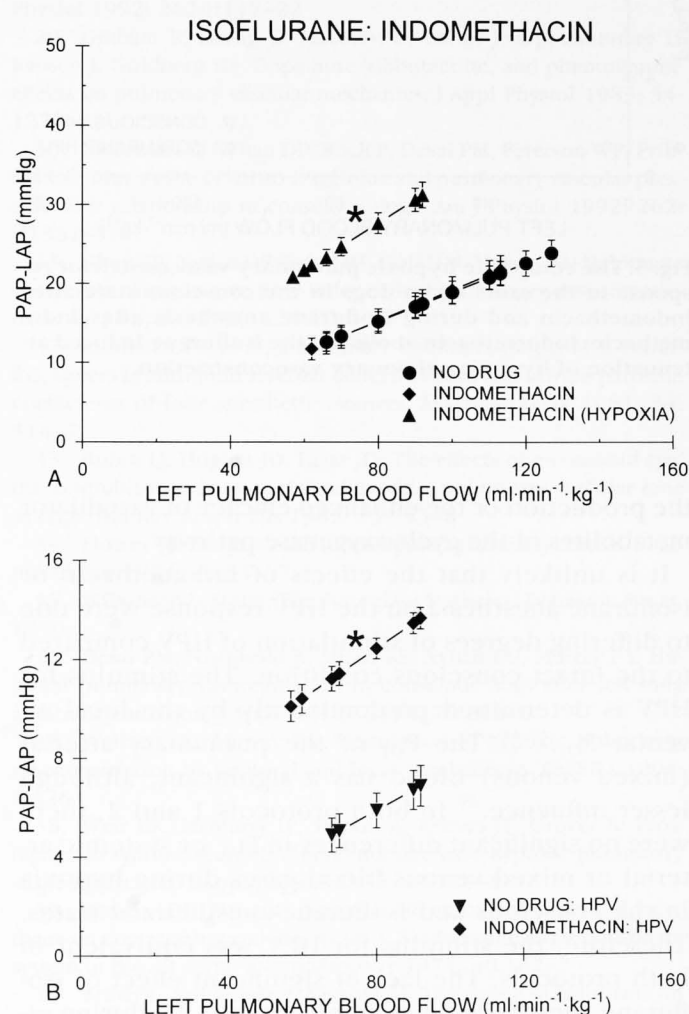 ISOFLURANE: INDOMETHACIN
50
40
30
20
10
0
PAP-LAP (mmHg)
*
NO DRUG
INDOMETHACIN
INDOMETHACIN (HYPOXIA)
0 40 80 120 160
A
LEFT PULMONARY BLOOD FLOW (ml·min⁻¹·kg⁻¹)
16
12
8
4
0
PAP-LAP (mmHg)
*
NO DRUG: HPV
INDOMETHACIN: HPV
0 40 80 120 160
B
LEFT PULMONARY BLOOD FLOW (ml·min⁻¹·kg⁻¹)